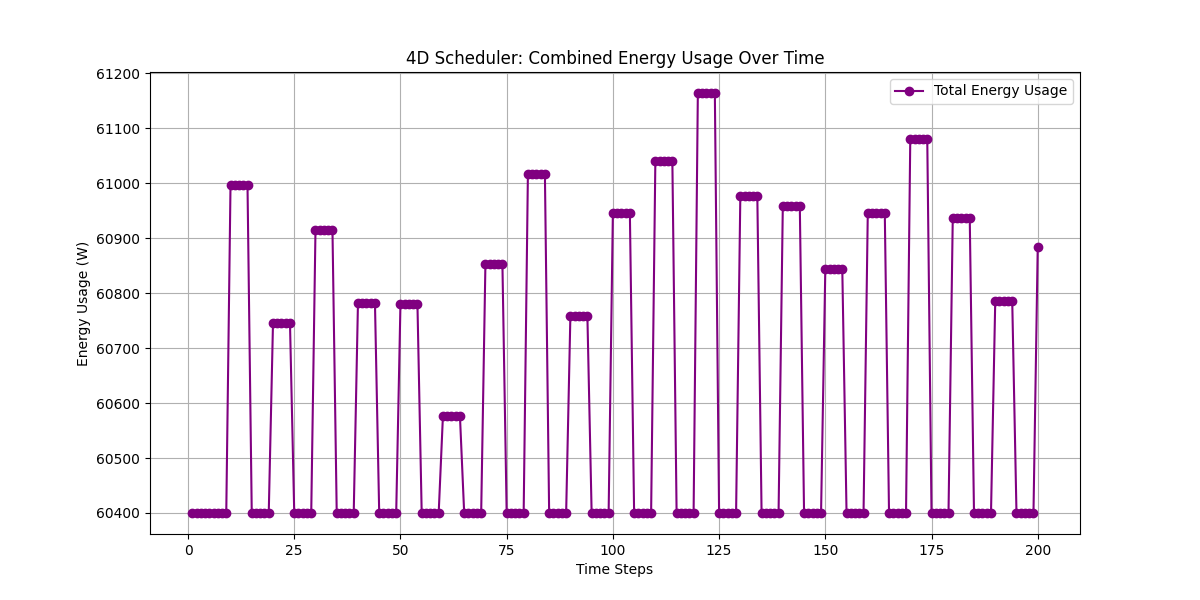 4D Scheduler: Combined Energy Usage Over Time
Total Energy Usage
Energy Usage (W)
61200
61100
61000
60900
60800
60700
60600
60500
60400
0 25 50 75 100 125 150 175 200
Time Steps